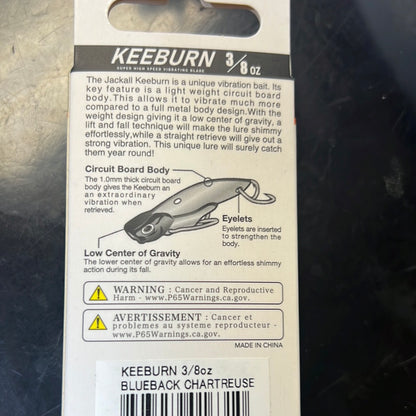 KEEBURN 3/8oz
SUPER HIGH SPEED VIBRATING BLADE
The Jackall Keeburn is a unique vibration bait. Its
key feature is a light weight circuit board
body.This allows it to vibrate much more
compared to a full metal body design.With the
weight design giving it a low center of gravity, a
lift and fall technique will make the lure shimmy
effortlessly,while a straight retrieve will give out a
strong vibration. This unique lure will surely catch
them year round!
Circuit Board Body
The 1.0mm thick circuit board
body gives the Keeburn an
an extraordinary
vibration when
retrieved.
Eyelets
Eyelets are inserted
to strengthen the
body.
Low Center of Gravity
The lower center of gravity allows for an effortless shimmy
action during its fall.
WARNING : Cancer and Reproductive
Harm - www.P65Warnings.ca.gov.
AVERTISSEMENT : Cancer et
problemes au systeme reproducteur -
www.P65Warnings.ca.gov.
MADE IN CHINA
KEEBURN 3/8oz
BLUEBACK CHARTREUSE